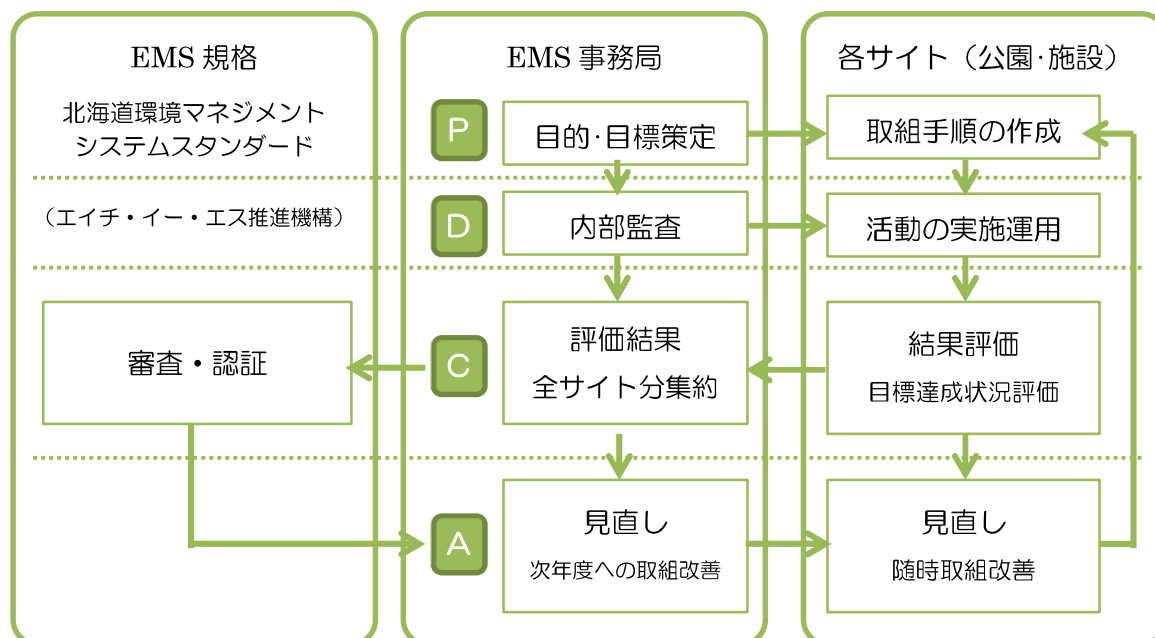 EMS 規格
北海道環境マネジメント
システムスタンダード
(エイチ・イー・エス推進機構)
審査・認証
EMS 事務局
P
目的・目標策定
D
内部監査
C
評価結果
全サイト分集約
A
見直し
次年度への取組改善
各サイト（公園・施設）
取組手順の作成
活動の実施運用
結果評価
目標達成状況評価
見直し
随時取組改善